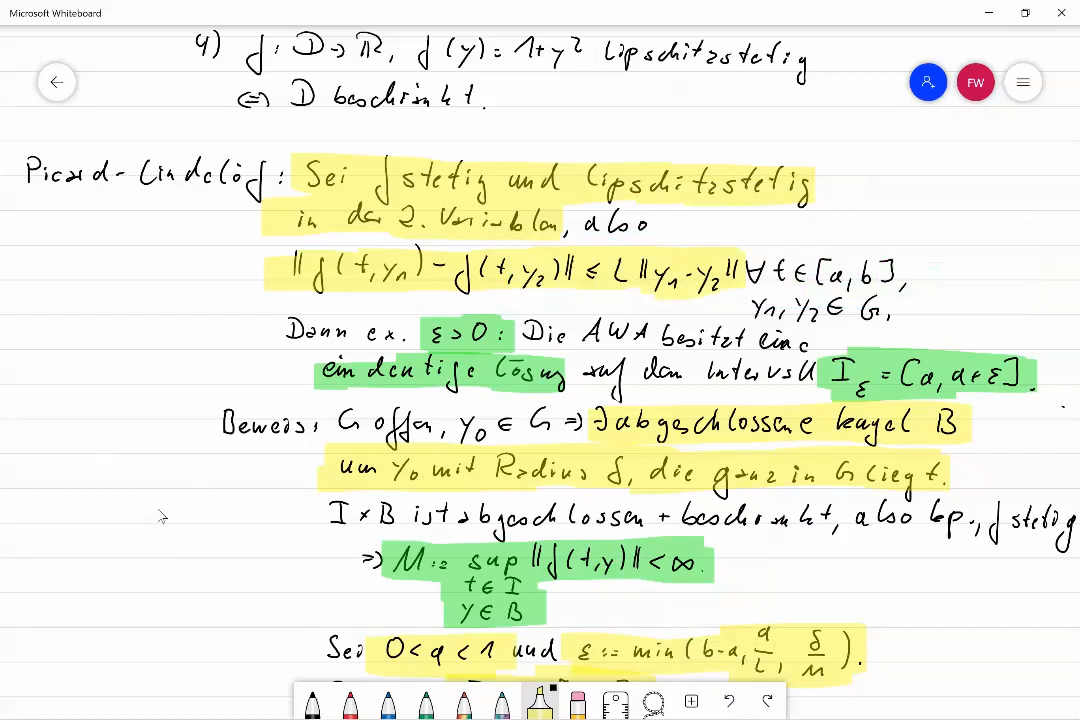 Microsoft Whiteboard
4) f: D → ℝ, f(y) = 1+y² Lipschitzstetig
⇔ D beschränkt.
FW
Picard-Lindelöf: Sei f stetig und Lipschitzstetig
in der 2. Variablen, also
‖f(t,y₁) - f(t,y₂)‖ ≤ L ‖y₁-y₂‖ ∀ t ∈ [a,b],
y₁, y₂ ∈ G.
Dann ex. ε>0: Die AWA besitzt eine
eindeutige Lösung auf dem Intervall I_ε = [a, a+ε].
Beweis: G offen, y₀ ∈ G ⇒ ∃ abgeschlossene Kugel B
um y₀ mit Radius δ, die ganz in G liegt.
I × B ist abgeschlossen + beschränkt, also kp., f stetig
⇒ M := sup ‖f(t,y)‖ < ∞.
t ∈ I
y ∈ B
Sei 0 < q < 1 und ε := min(b-a, q/L, δ/M).